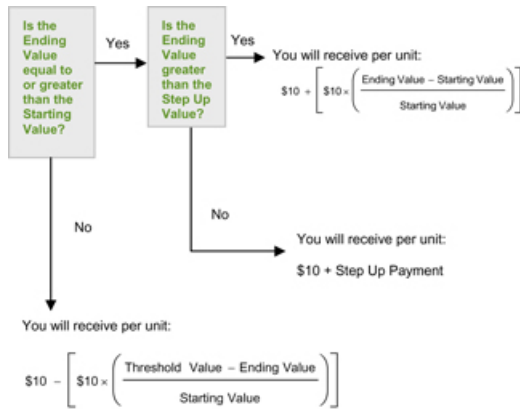 Is the
Ending
Value
equal to
or greater
than the
Starting
Value?
Yes
Is the
Ending
Value
greater
than the
Step Up
Value?
Yes
You will receive per unit:
$10 + [ $10 × ( Ending Value – Starting Value
Starting Value ) ]
No
You will receive per unit:
$10 + Step Up Payment
No
You will receive per unit:
$10 – [ $10 × ( Threshold Value – Ending Value
Starting Value ) ]